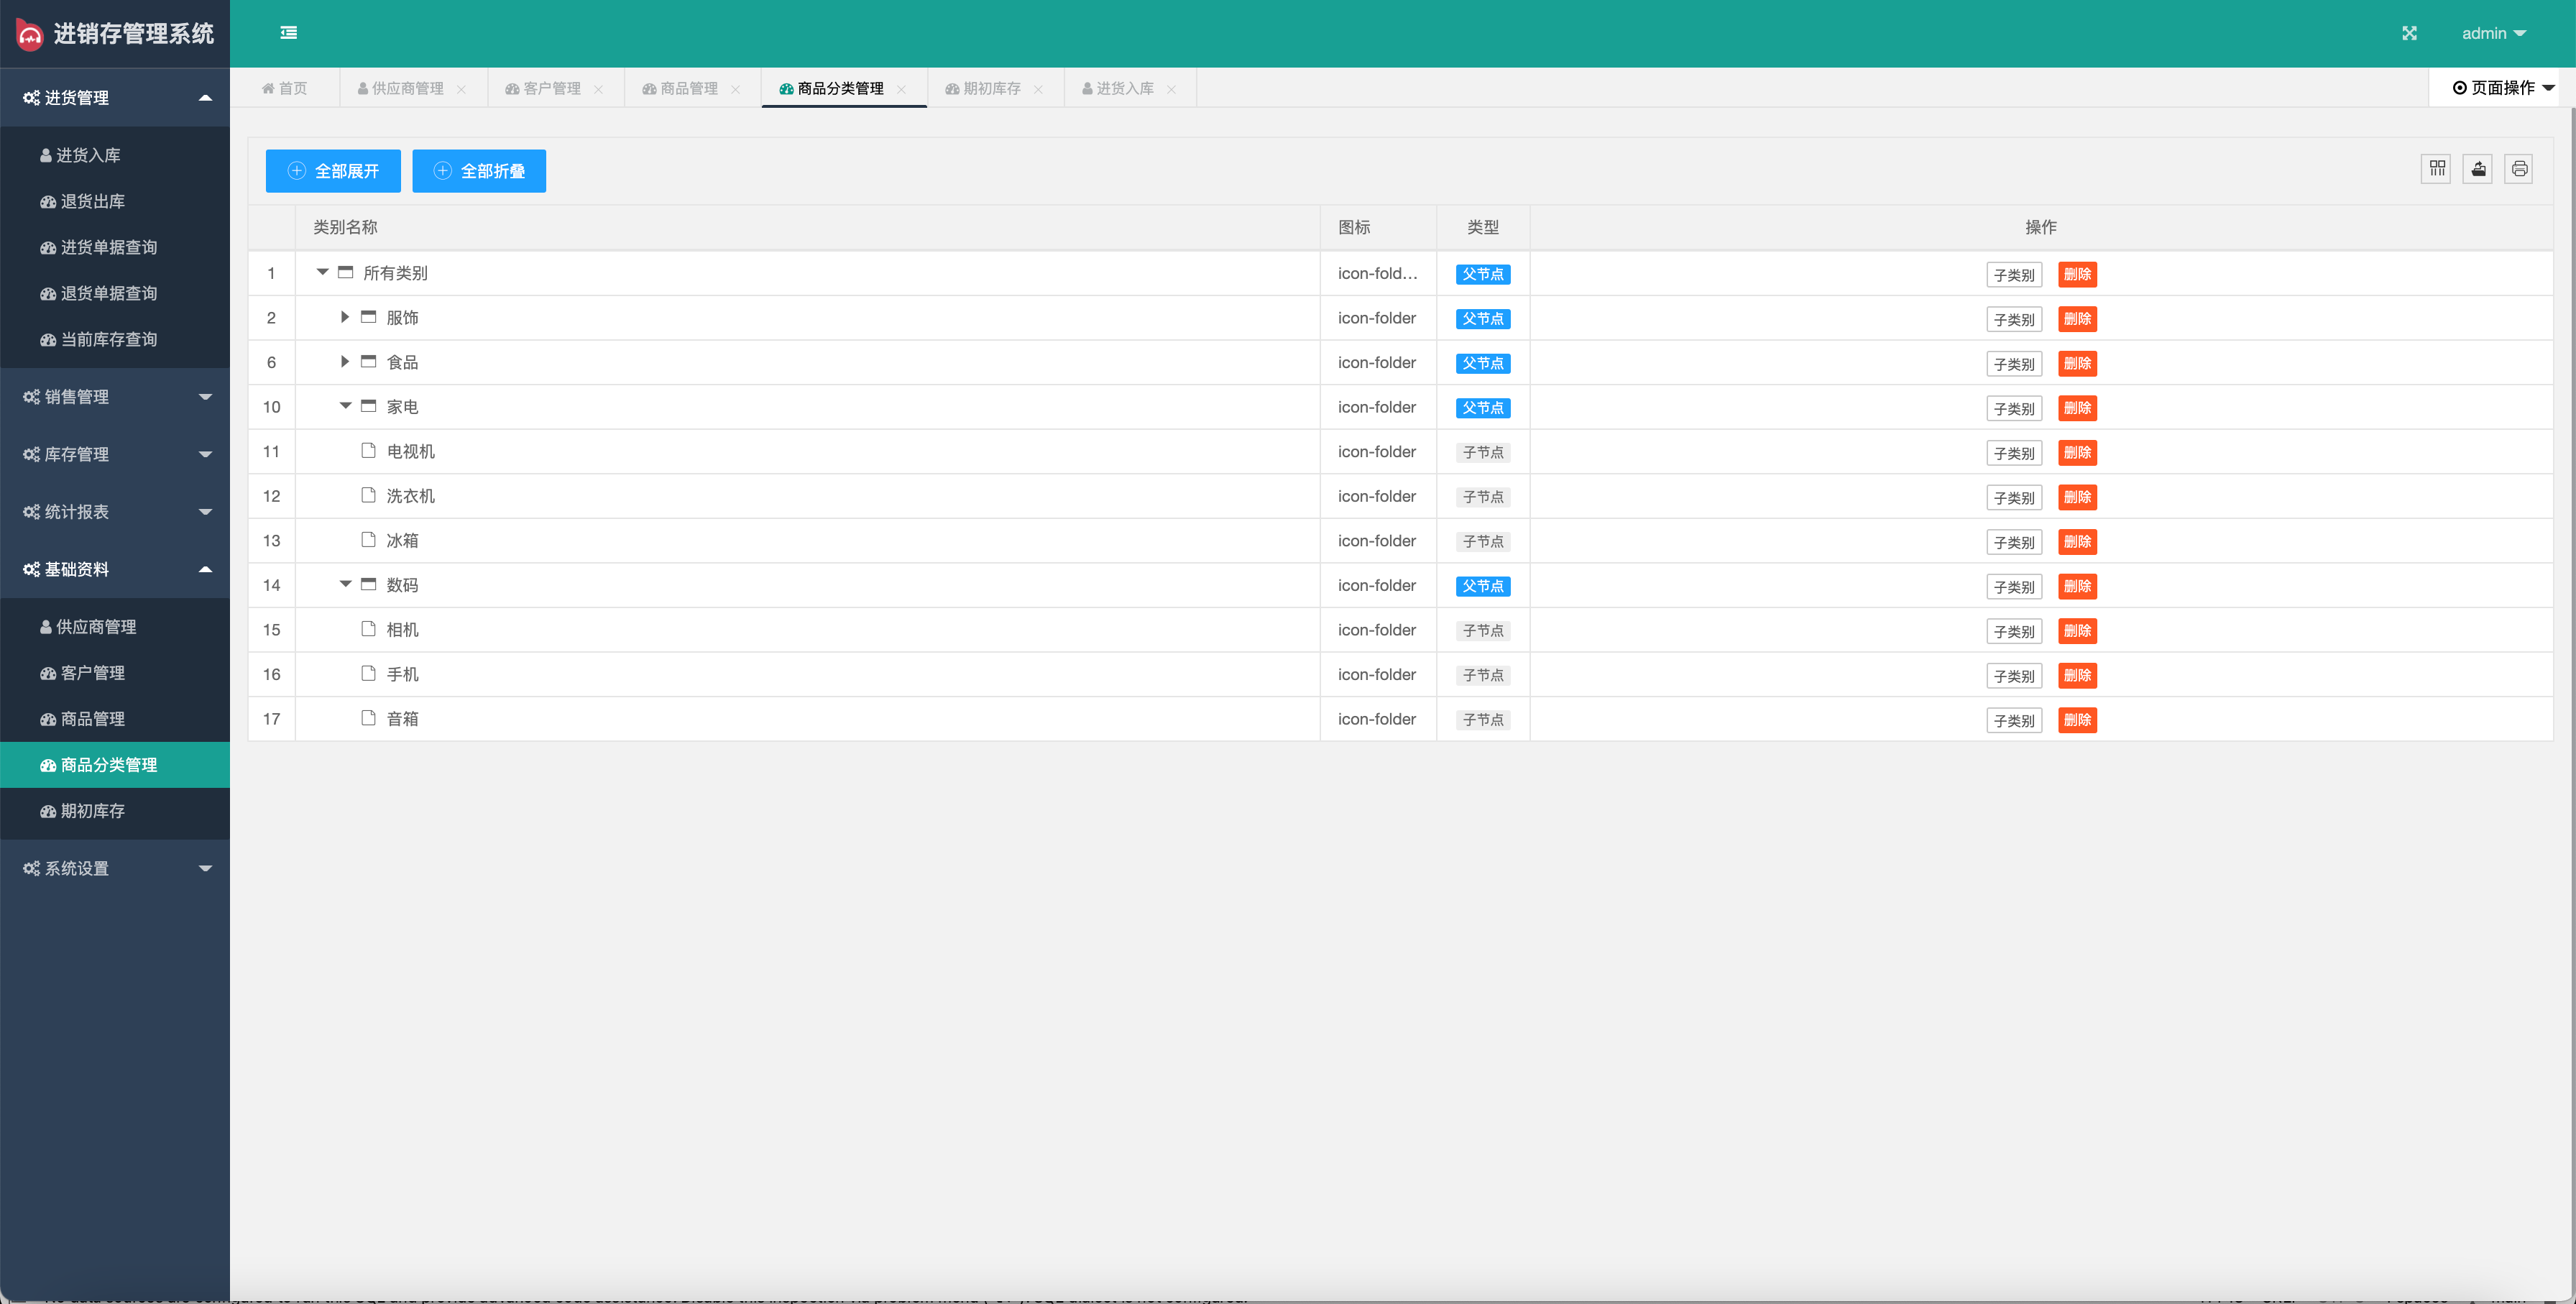 进销存管理系统
admin
进货管理
进货入库
退货出库
进货单据查询
退货单据查询
当前库存查询
销售管理
库存管理
统计报表
基础资料
供应商管理
客户管理
商品管理
商品分类管理
期初库存
系统设置
首页 供应商管理 客户管理 商品管理 商品分类管理 期初库存 进货入库 页面操作
全部展开 全部折叠
类别名称 图标 类型 操作
1 所有类别 icon-fold... 父节点 子类别 删除
2 服饰 icon-folder 父节点 子类别 删除
6 食品 icon-folder 父节点 子类别 删除
10 家电 icon-folder 父节点 子类别 删除
11 电视机 icon-folder 子节点 子类别 删除
12 洗衣机 icon-folder 子节点 子类别 删除
13 冰箱 icon-folder 子节点 子类别 删除
14 数码 icon-folder 父节点 子类别 删除
15 相机 icon-folder 子节点 子类别 删除
16 手机 icon-folder 子节点 子类别 删除
17 音箱 icon-folder 子节点 子类别 删除